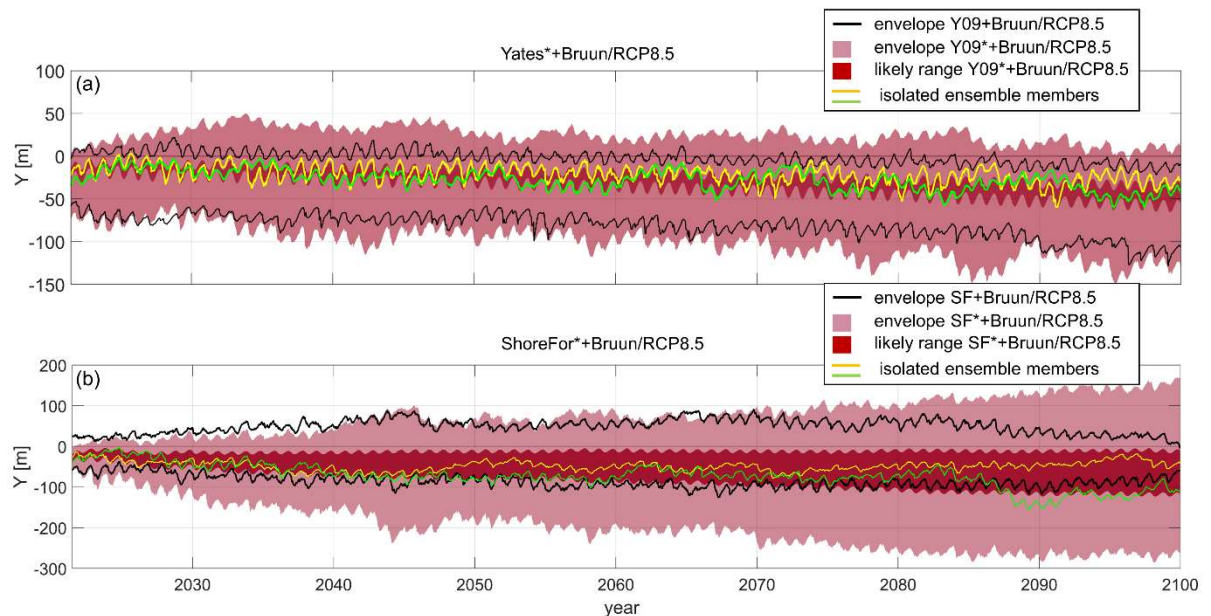 envelope Y09+Bruun/RCP8.5
envelope Y09*+Bruun/RCP8.5
likely range Y09*+Bruun/RCP8.5
isolated ensemble members
Yates*+Bruun/RCP8.5
(a)
100
50
0
-50
-100
-150
Y [m]
envelope SF+Bruun/RCP8.5
envelope SF*+Bruun/RCP8.5
likely range SF*+Bruun/RCP8.5
isolated ensemble members
ShoreFor*+Bruun/RCP8.5
(b)
200
100
0
-100
-200
-300
Y [m]
2030 2040 2050 2060 2070 2080 2090 2100
year